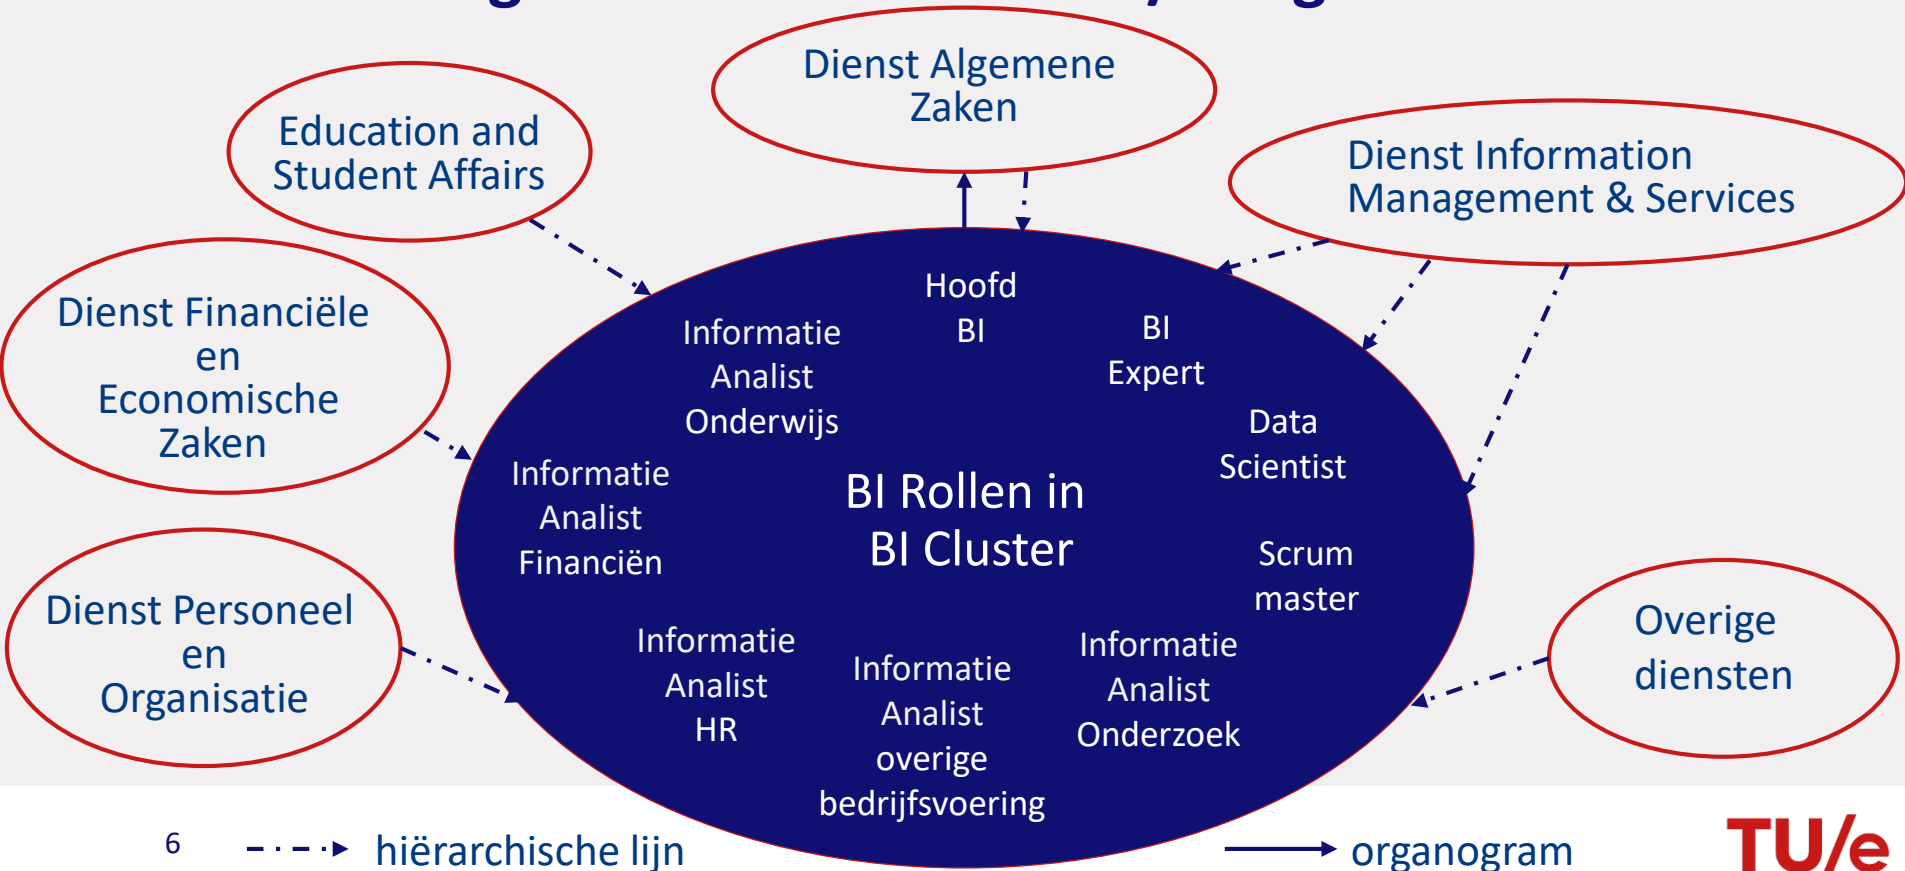 Dienst Algemene
Zaken
Education and
Student Affairs
Dienst Information
Management & Services
Dienst Financiële
en
Economische
Zaken
Dienst Personeel
en
Organisatie
Overige
diensten
Hoofd
BI
Informatie
Analist
Onderwijs
BI
Expert
Data
Scientist
Informatie
Analist
Financiën
BI Rollen in
BI Cluster
Scrum
master
Informatie
Analist
HR
Informatie
Analist
overige
bedrijfsvoering
Informatie
Analist
Onderzoek
6
hiërarchische lijn
organogram
TU/e